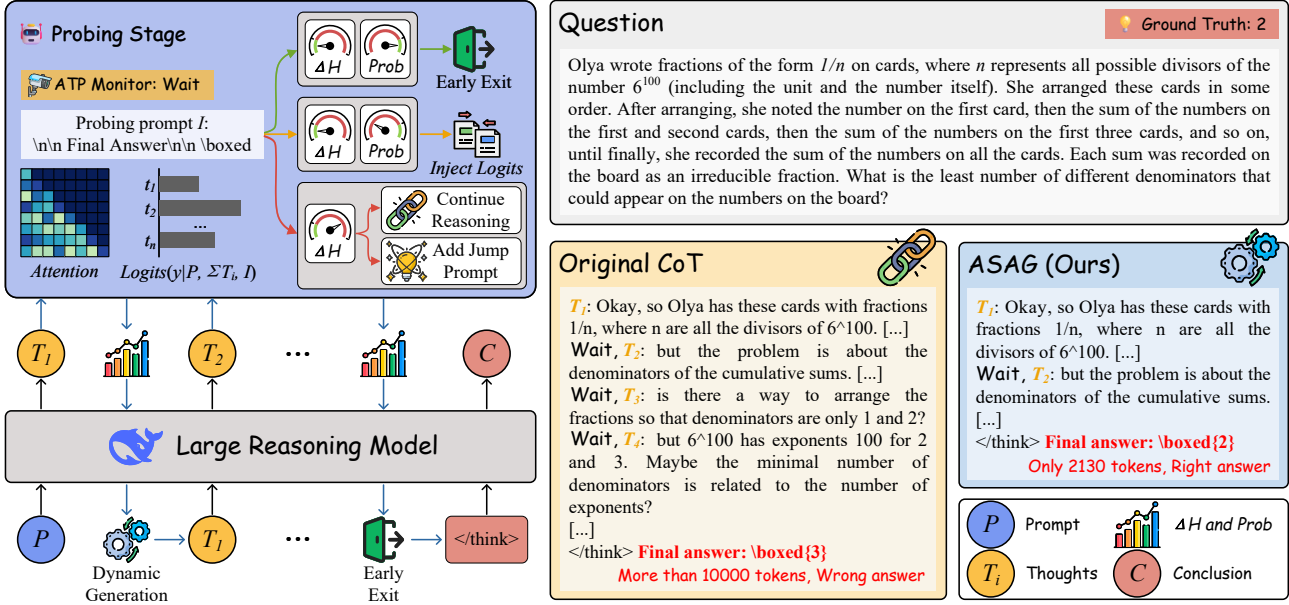 Probing Stage
ATP Monitor: Wait
Probing prompt I:
\n\n Final Answer\n\n \boxed
Attention
t1
t2
...
tn
Logits(y|P, ΣTi, I)
ΔH
Prob
Early Exit
ΔH
Prob
Inject Logits
ΔH
Continue
Reasoning
Add Jump
Prompt
T1
T2
...
C
Large Reasoning Model
P
Dynamic
Generation
T1
...
Early
Exit
</think>
Question
Ground Truth: 2
Olya wrote fractions of the form 1/n on cards, where n represents all possible divisors of the
number 6^100 (including the unit and the number itself). She arranged these cards in some
order. After arranging, she noted the number on the first card, then the sum of the numbers on
the first and second cards, then the sum of the numbers on the first three cards, and so on,
until finally, she recorded the sum of the numbers on all the cards. Each sum was recorded on
the board as an irreducible fraction. What is the least number of different denominators that
could appear on the numbers on the board?
Original CoT
T1: Okay, so Olya has these cards with fractions
1/n, where n are all the divisors of 6^100. [...]
Wait, T2: but the problem is about the
denominators of the cumulative sums. [...]
Wait, T3: is there a way to arrange the
fractions so that denominators are only 1 and 2?
Wait, T4: but 6^100 has exponents 100 for 2
and 3. Maybe the minimal number of
denominators is related to the number of
exponents?
[...]
</think> Final answer: \boxed{3}
More than 10000 tokens, Wrong answer
ASAG (Ours)
T1: Okay, so Olya has these cards with
fractions 1/n, where n are all the
divisors of 6^100. [...]
Wait, T2: but the problem is about the
denominators of the cumulative sums.
[...]
</think> Final answer: \boxed{2}
Only 2130 tokens, Right answer
P
Prompt
ΔH and Prob
Ti
Thoughts
C
Conclusion